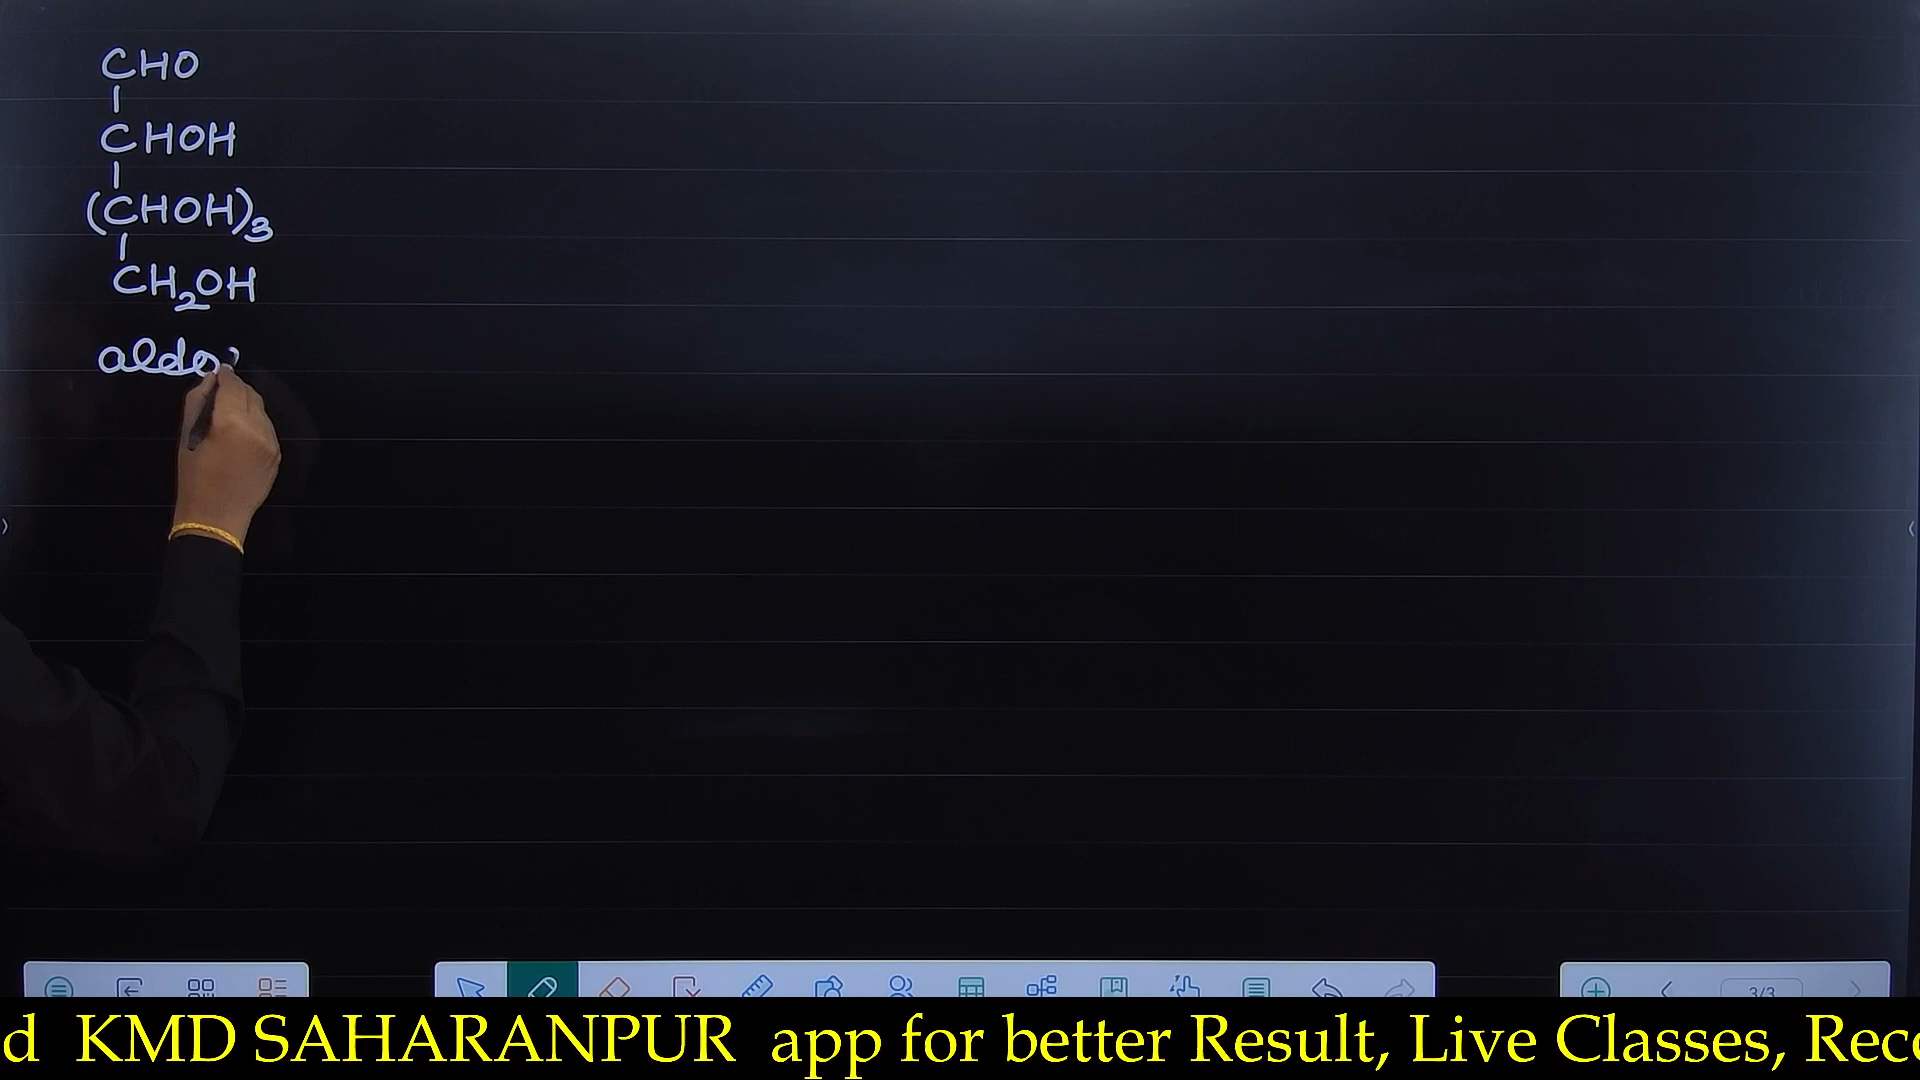 CHO
CHOH
(CHOH)3
CH2OH
aldo
3/3
d KMD SAHARANPUR app for better Result, Live Classes, Rec